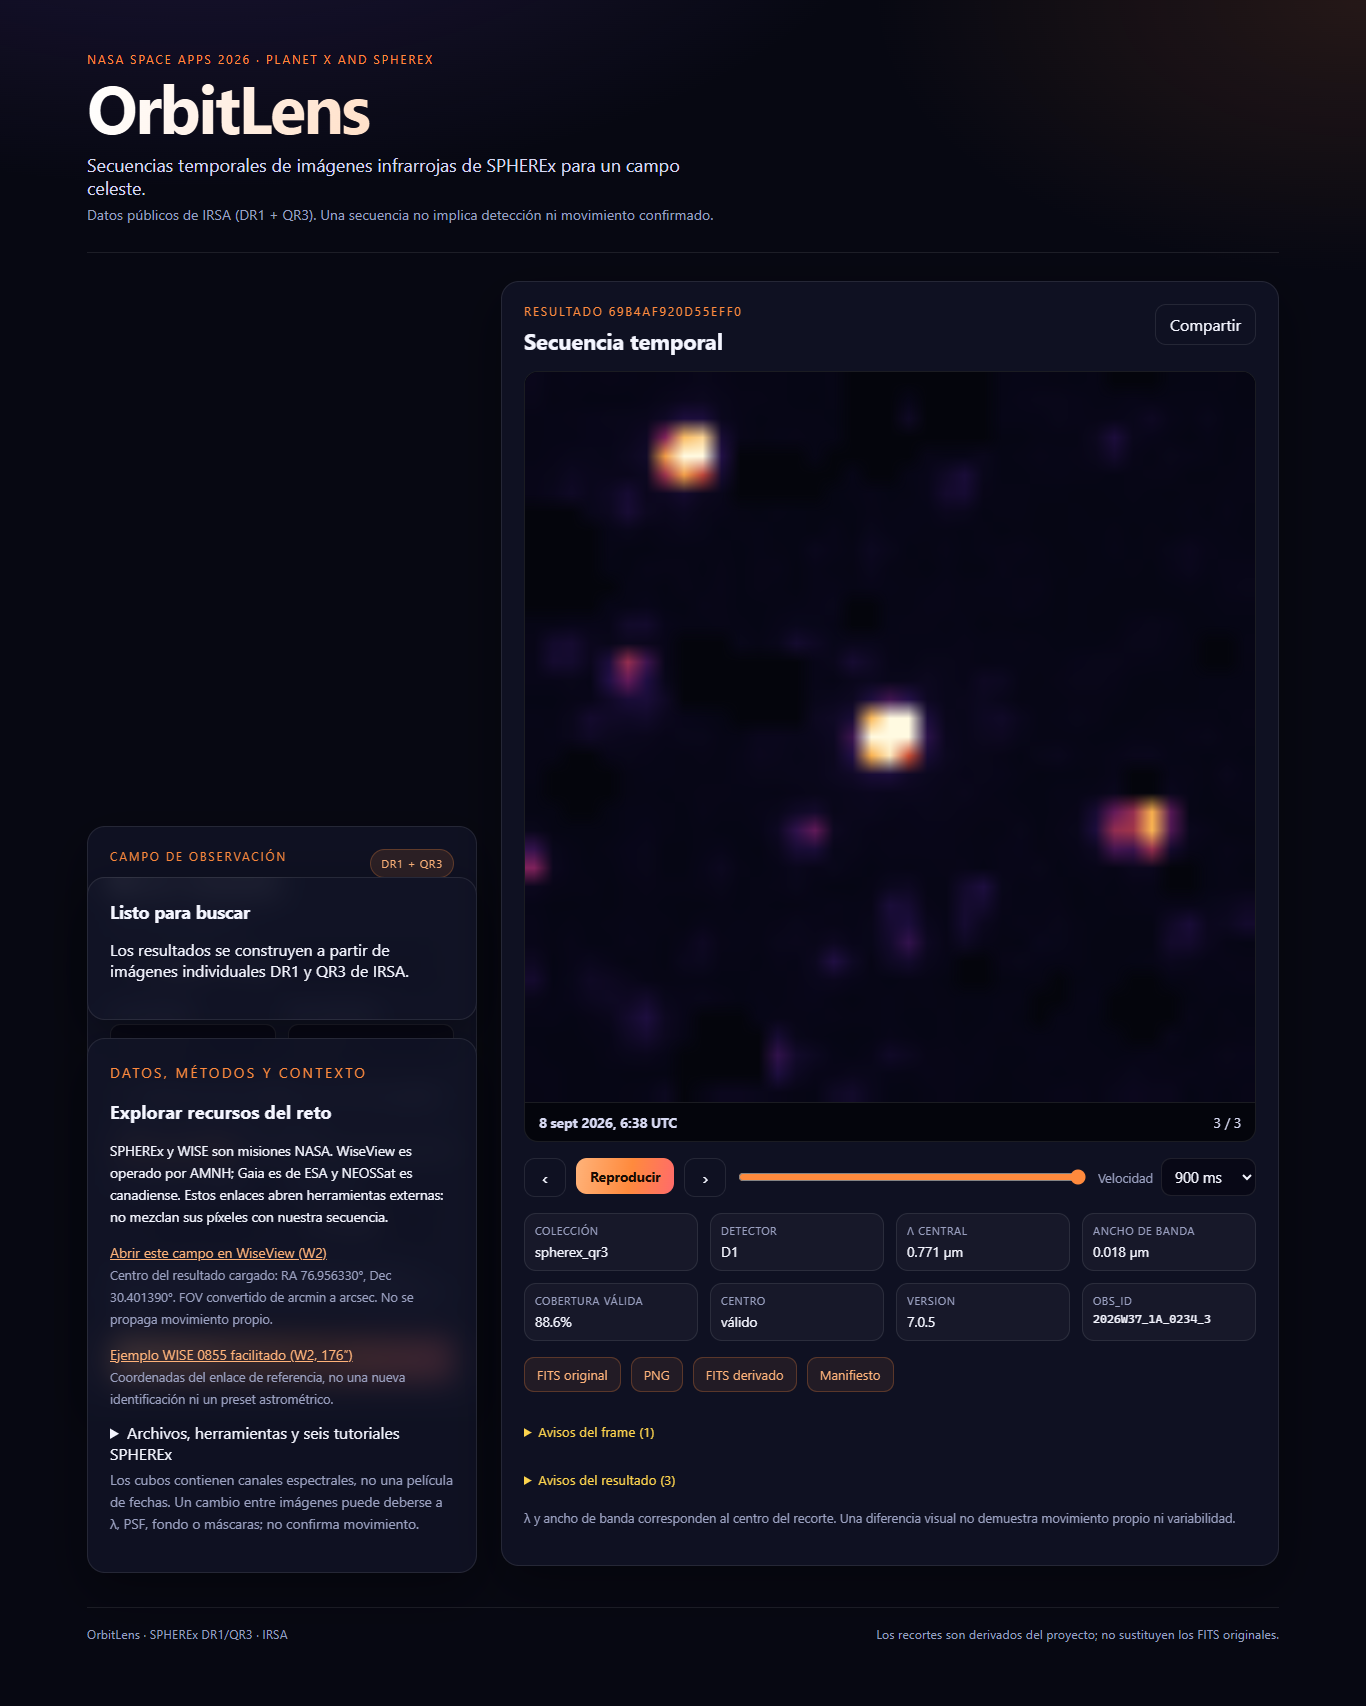 NASA SPACE APPS 2026 · PLANET X AND SPHEREX
OrbitLens
Secuencias temporales de imágenes infrarrojas de SPHEREx para un campo
celeste.
Datos públicos de IRSA (DR1 + QR3). Una secuencia no implica detección ni movimiento confirmado.
CAMPO DE OBSERVACIÓN
DR1 + QR3
Listo para buscar
Los resultados se construyen a partir de
imágenes individuales DR1 y QR3 de IRSA.
DATOS, MÉTODOS Y CONTEXTO
Explorar recursos del reto
SPHEREx y WISE son misiones NASA. WiseView es
operado por AMNH; Gaia es de ESA y NEOSSat es
canadiense. Estos enlaces abren herramientas externas:
no mezclan sus píxeles con nuestra secuencia.
Abrir este campo en WiseView (W2)
Centro del resultado cargado: RA 76.956330°, Dec
30.401390°. FOV convertido de arcmin a arcsec. No se
propaga movimiento propio.
Ejemplo WISE 0855 facilitado (W2, 176″)
Coordenadas del enlace de referencia, no una nueva
identificación ni un preset astrométrico.
▶ Archivos, herramientas y seis tutoriales
SPHEREx
Los cubos contienen canales espectrales, no una película
de fechas. Un cambio entre imágenes puede deberse a
λ, PSF, fondo o máscaras; no confirma movimiento.
RESULTADO 69B4AF920D55EFF0
Secuencia temporal
Compartir
8 sept 2026, 6:38 UTC
3 / 3
‹
Reproducir
›
Velocidad
900 ms
COLECCIÓN
spherex_qr3
DETECTOR
D1
Λ CENTRAL
0.771 µm
ANCHO DE BANDA
0.018 µm
COBERTURA VÁLIDA
88.6%
CENTRO
válido
VERSION
7.0.5
OBS_ID
2026W37_1A_0234_3
FITS original
PNG
FITS derivado
Manifiesto
▶ Avisos del frame (1)
▶ Avisos del resultado (3)
λ y ancho de banda corresponden al centro del recorte. Una diferencia visual no demuestra movimiento propio ni variabilidad.
OrbitLens · SPHEREx DR1/QR3 · IRSA
Los recortes son derivados del proyecto; no sustituyen los FITS originales.